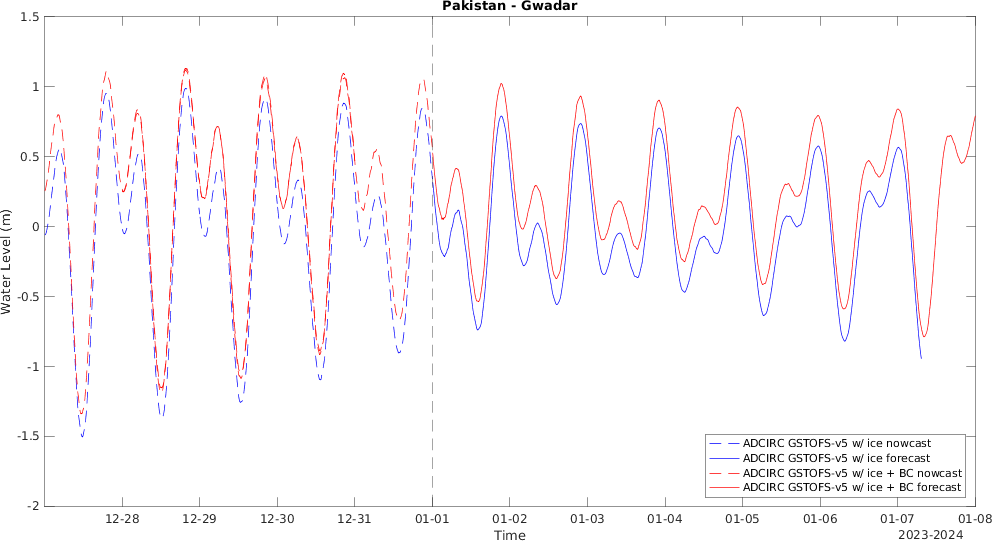 Pakistan - Gwadar
1.5
1
0.5
0
-0.5
-1
-1.5
-2
Water Level (m)
ADCIRC GSTOFS-v5 w/ ice nowcast
ADCIRC GSTOFS-v5 w/ ice forecast
ADCIRC GSTOFS-v5 w/ ice + BC nowcast
ADCIRC GSTOFS-v5 w/ ice + BC forecast
12-28 12-29 12-30 12-31 01-01 01-02 01-03 01-04 01-05 01-06 01-07 01-08
Time
2023-2024